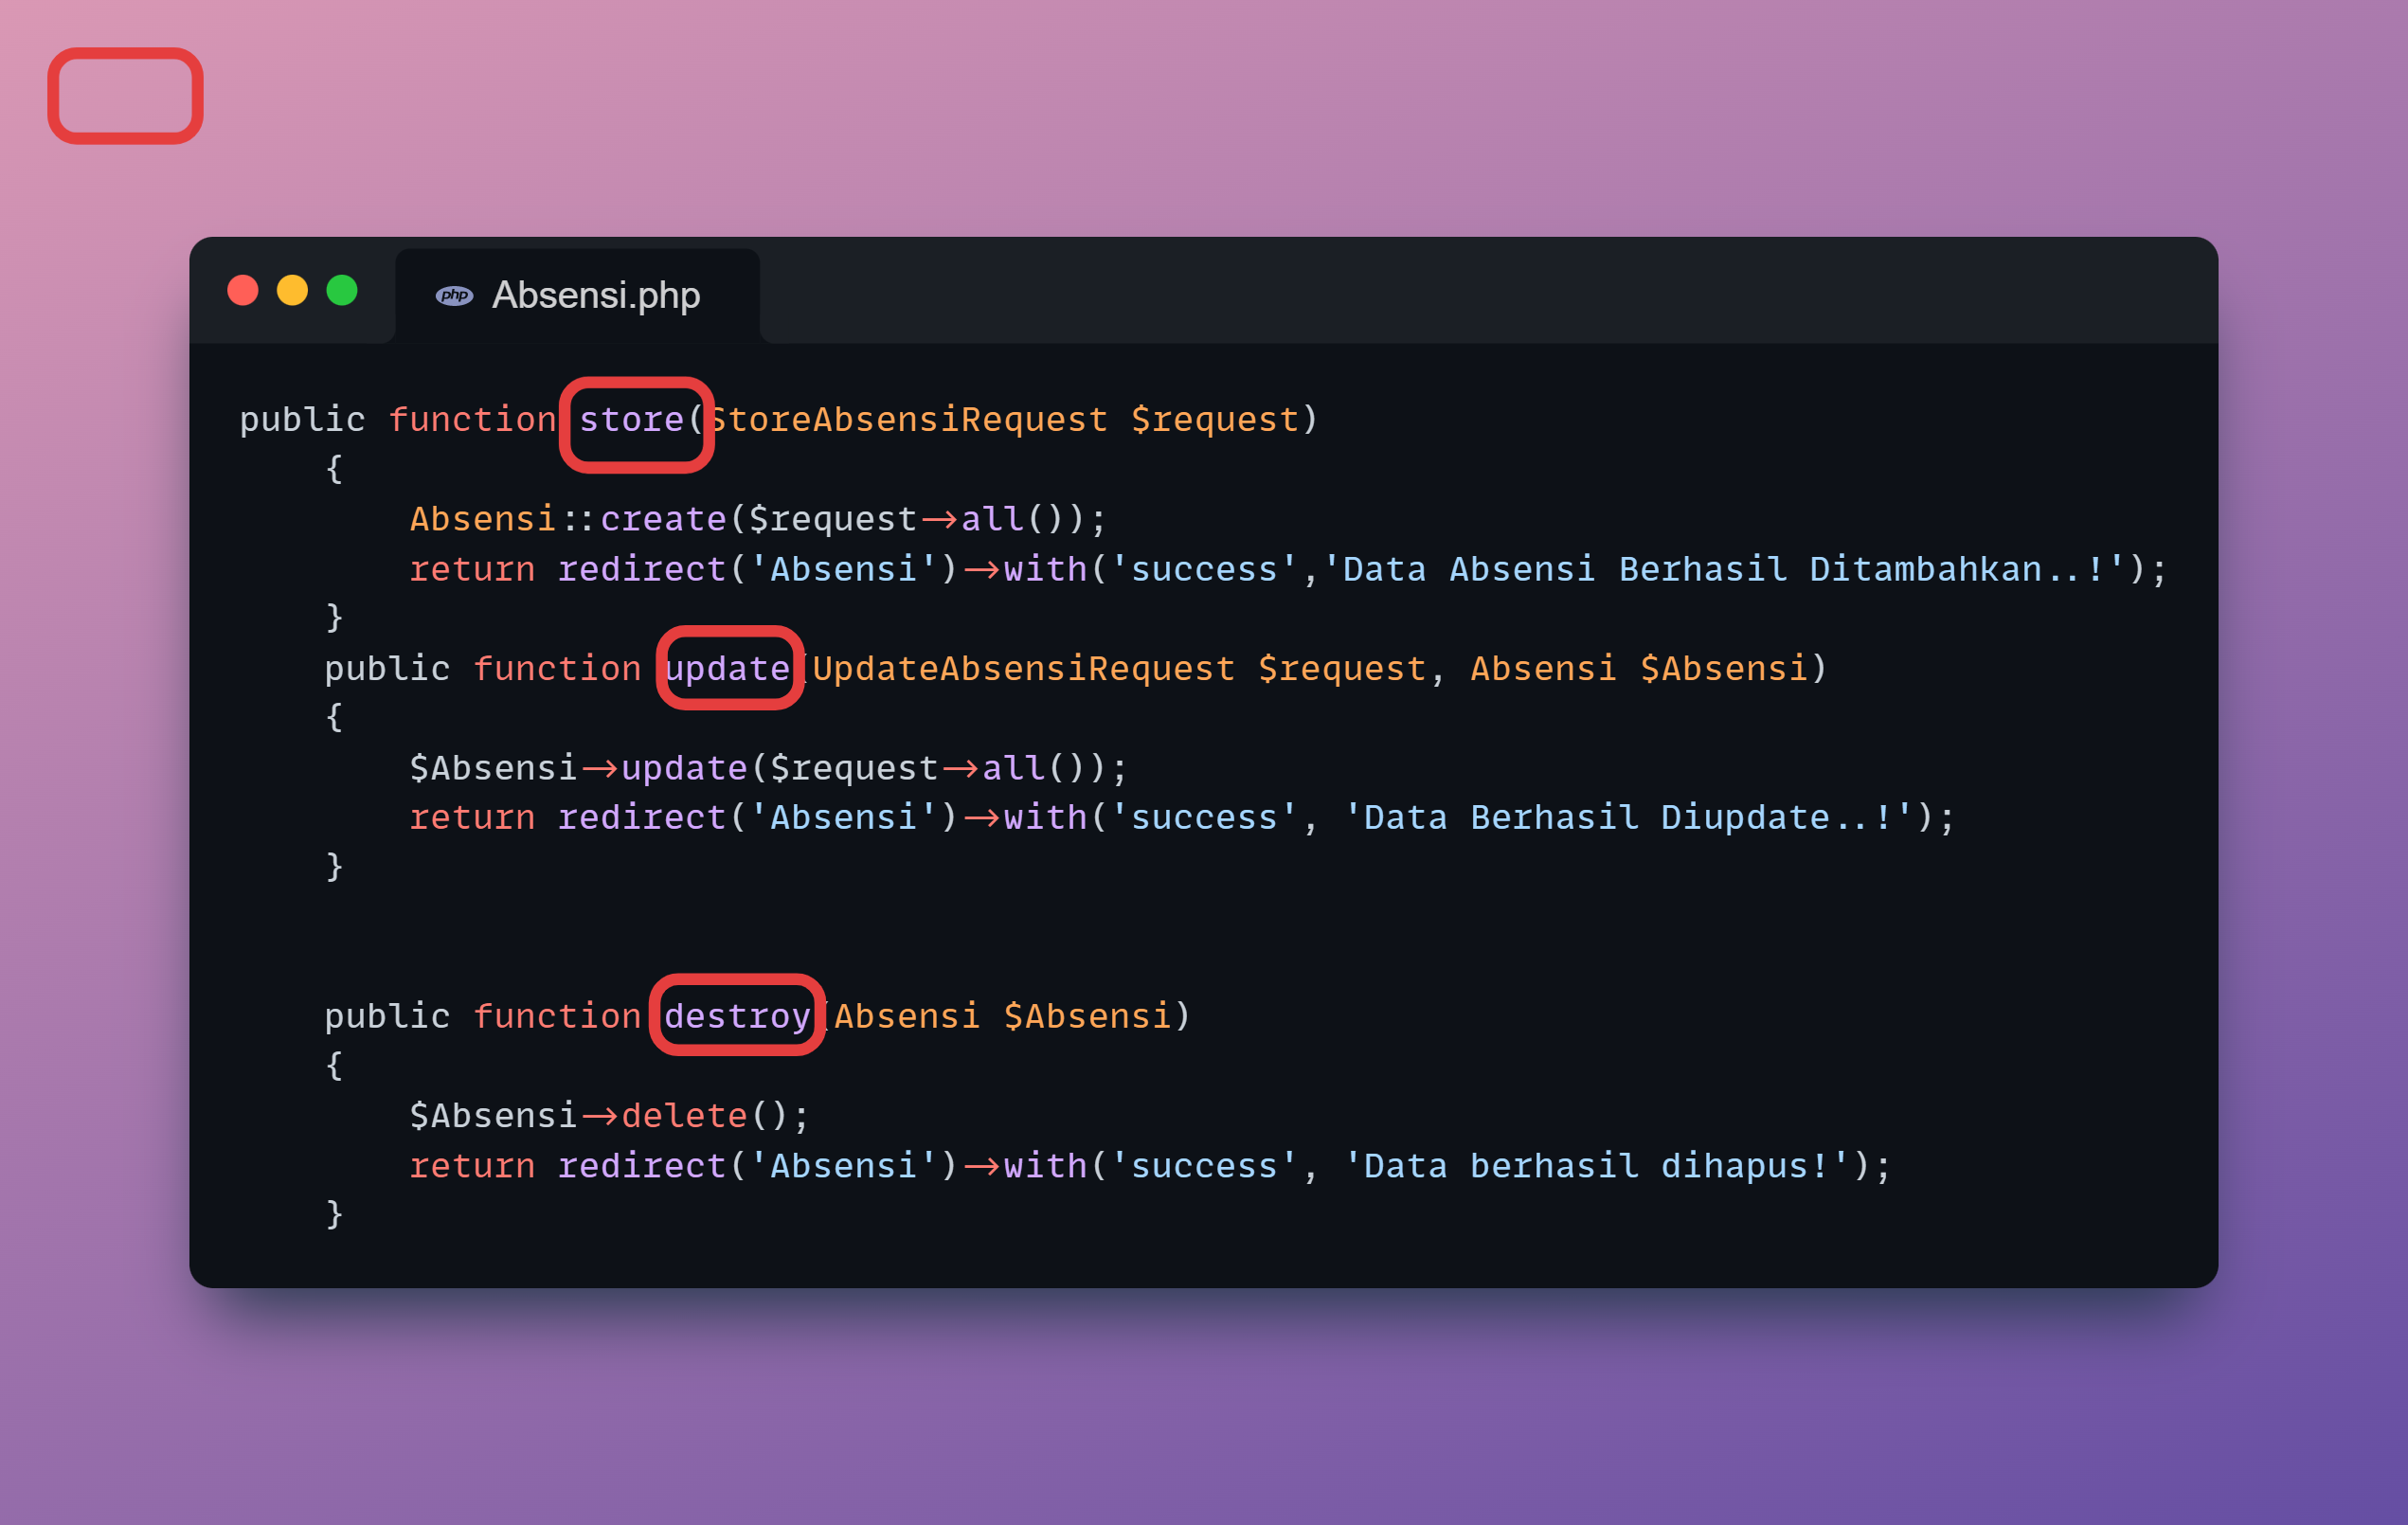 php Absensi.php
public function store(StoreAbsensiRequest $request)
{
Absensi::create($request->all());
return redirect('Absensi')->with('success','Data Absensi Berhasil Ditambahkan..!');
}
public function update(UpdateAbsensiRequest $request, Absensi $Absensi)
{
$Absensi->update($request->all());
return redirect('Absensi')->with('success', 'Data Berhasil Diupdate..!');
}
public function destroy(Absensi $Absensi)
{
$Absensi->delete();
return redirect('Absensi')->with('success', 'Data berhasil dihapus!');
}